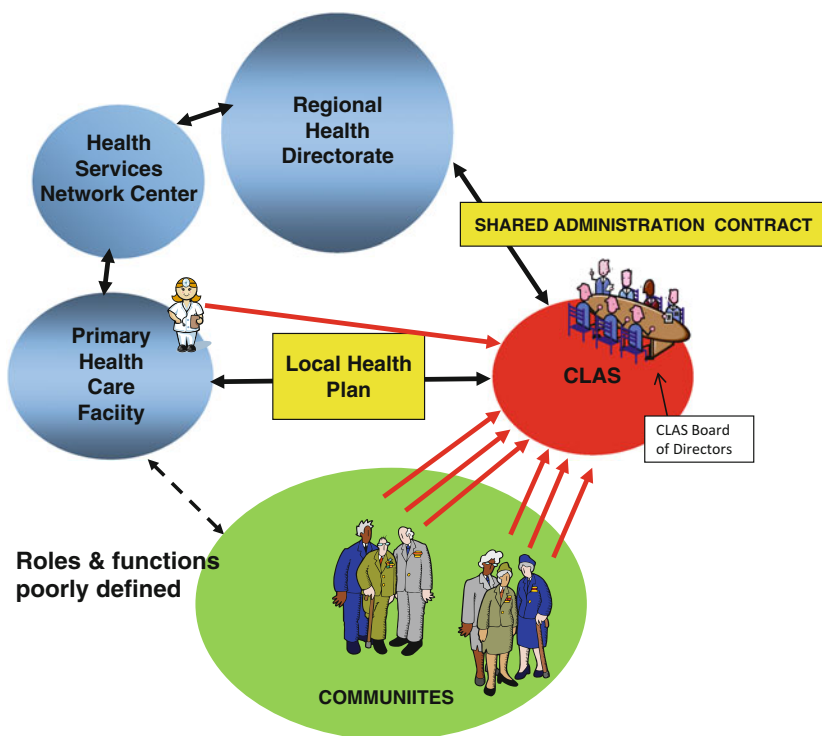 Regional
Health
Directorate
Health
Services
Network Center
SHARED ADMINISTRATION CONTRACT
Primary
Health
Care
Faciity
Local Health
Plan
CLAS
CLAS Board
of Directors
Roles & functions
poorly defined
COMMUNIITES